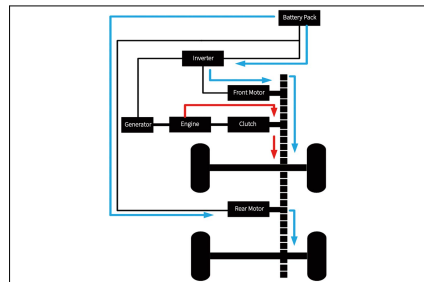 Battery Pack
Inverter
Front Motor
Generator
Engine
Clutch
Rear Motor